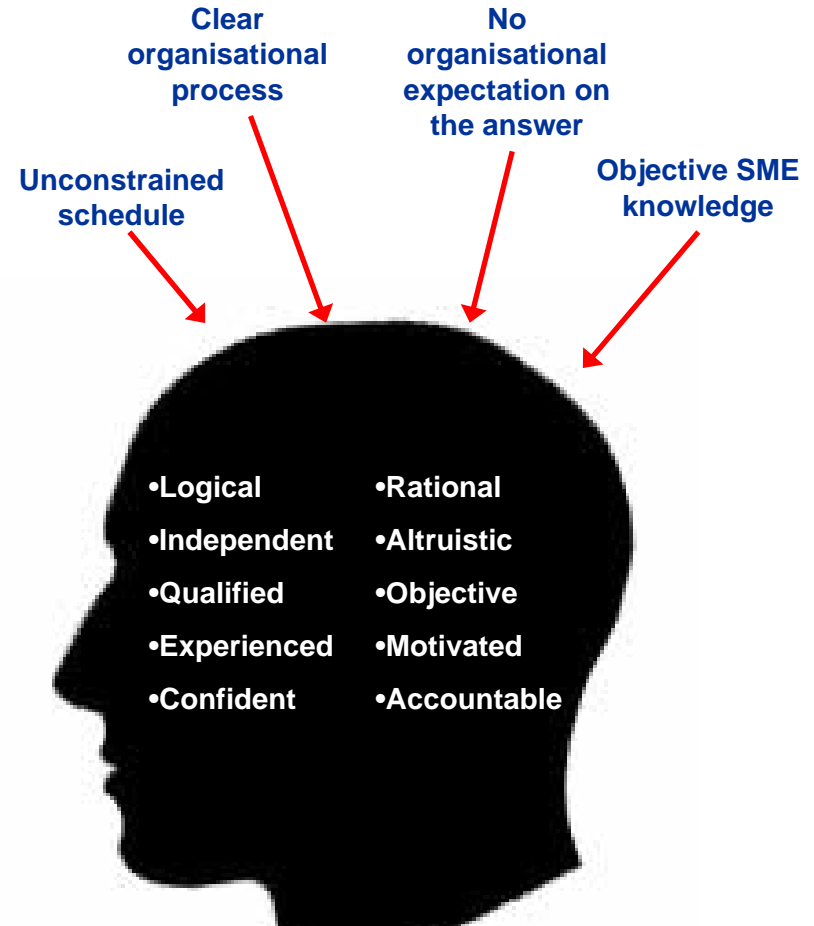 Clear
organisational
process
No
organisational
expectation on
the answer
Unconstrained
schedule
Objective SME
knowledge
•Logical
•Independent
•Qualified
•Experienced
•Confident
•Rational
•Altruistic
•Objective
•Motivated
•Accountable